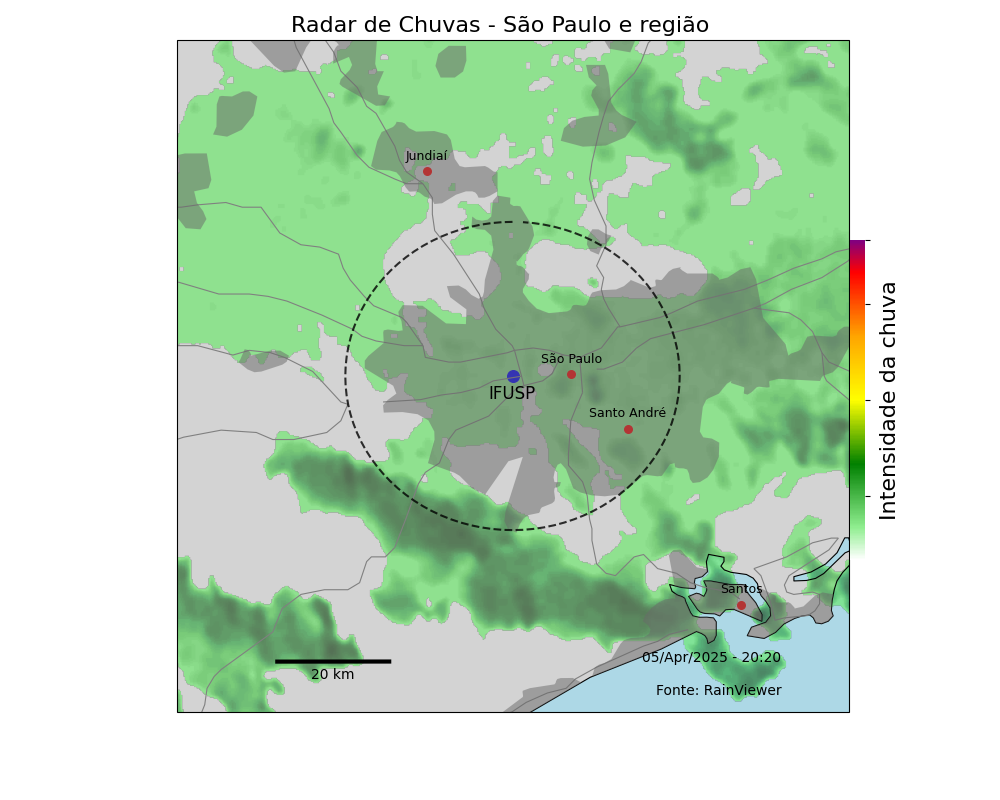 Radar de Chuvas - São Paulo e região
Jundiaí
São Paulo
IFUSP
Santo André
Intensidade da chuva
Santos
05/Apr/2025 - 20:20
20 km
Fonte: RainViewer